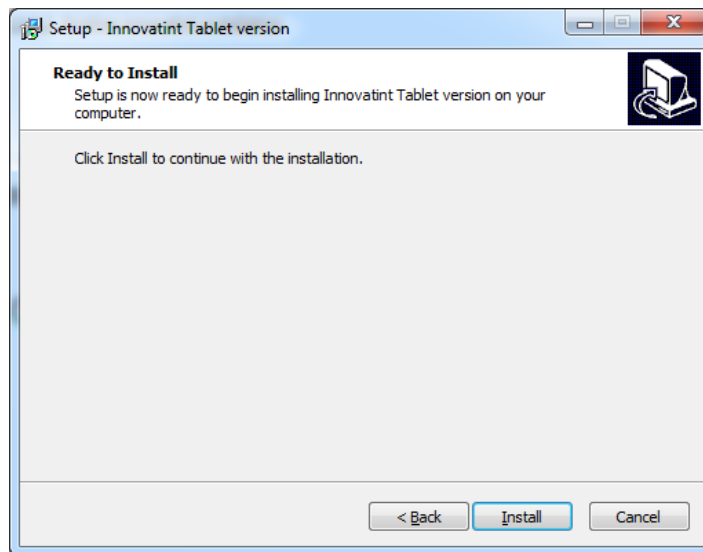 Setup - Innovatint Tablet version
Ready to Install
Setup is now ready to begin installing Innovatint Tablet version on your
computer.
Click Install to continue with the installation.
< Back
Install
Cancel